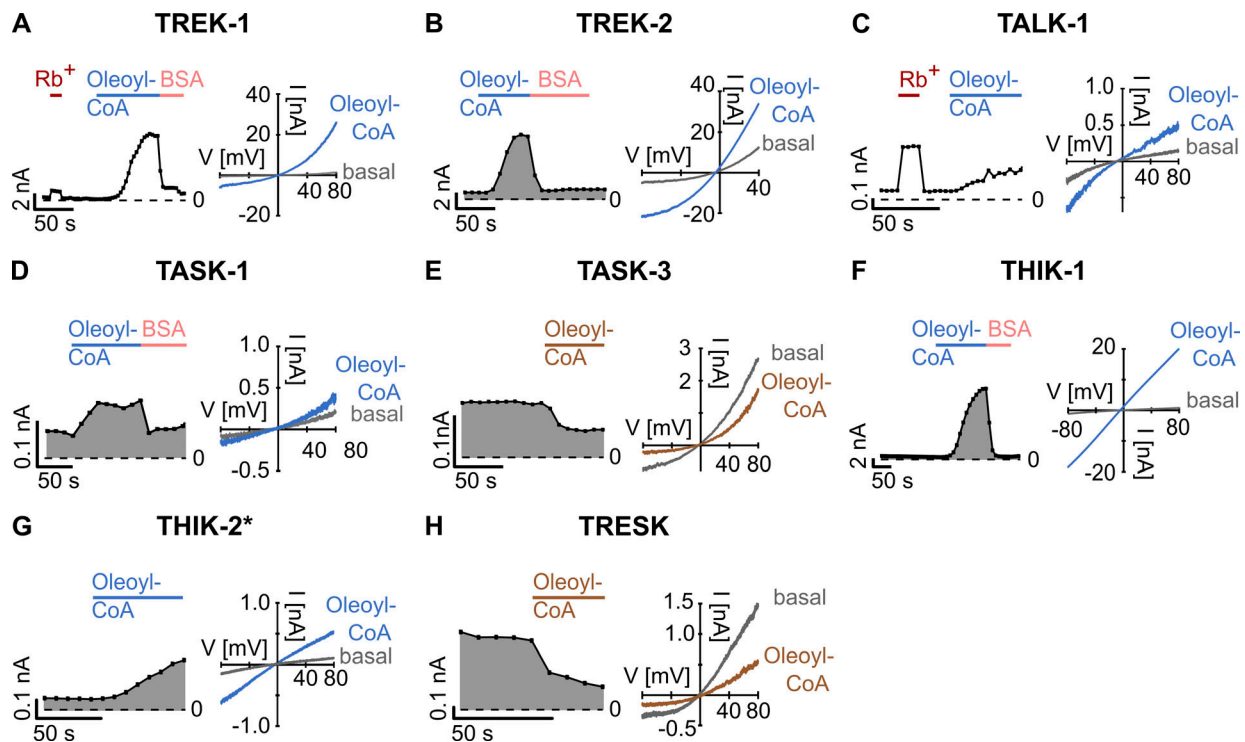 A TREK-1
Rb+ Oleoyl- BSA
CoA
I [nA]
40
20
-20
V [mV]
40 80
Oleoyl-
CoA
basal
2 nA
50 s
0
B TREK-2
Oleoyl- BSA
CoA
I [nA]
40
20
-20
V [mV]
40
Oleoyl-
CoA
basal
2 nA
50 s
0
C TALK-1
Rb+ Oleoyl-
CoA
I [nA]
1.0
0.5
V [mV]
40 80
Oleoyl-
CoA
basal
0.1 nA
50 s
0
D TASK-1
Oleoyl- BSA
CoA
I [nA]
1.0
0.5
-0.5
V [mV]
40 80
Oleoyl-
CoA
basal
0.1 nA
50 s
0
E TASK-3
Oleoyl-
CoA
I [nA]
3
2
V [mV]
40 80
basal
Oleoyl-
CoA
0.1 nA
50 s
0
F THIK-1
Oleoyl- BSA
CoA
20
V [mV]
-80
80
I [nA]
-20
Oleoyl-
CoA
basal
2 nA
50 s
0
G THIK-2*
Oleoyl-
CoA
I [nA]
1.0
-1.0
V [mV]
40 80
Oleoyl-
CoA
basal
0.1 nA
50 s
0
H TRESK
Oleoyl-
CoA
I [nA]
1.5
1.0
-0.5
V [mV]
40 80
basal
Oleoyl-
CoA
0.1 nA
50 s
0